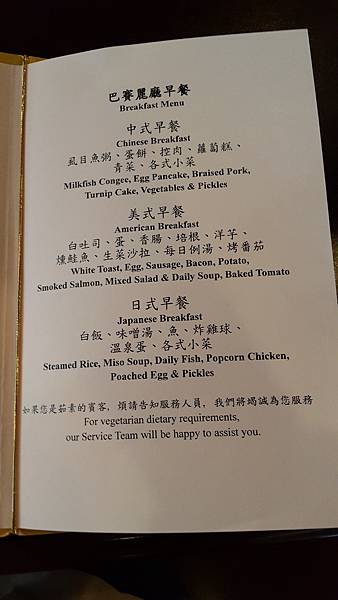 巴賽麗廳早餐
Breakfast Menu
中式早餐
Chinese Breakfast
虱目魚粥、蛋餅、控肉、蘿蔔糕、
青菜、各式小菜
Milkfish Congee, Egg Pancake, Braised Pork,
Turnip Cake, Vegetables & Pickles
美式早餐
American Breakfast
白吐司、蛋、香腸、培根、洋芋、
燻鮭魚、生菜沙拉、每日例湯、烤番茄
White Toast, Egg, Sausage, Bacon, Potato,
Smoked Salmon, Mixed Salad & Daily Soup, Baked Tomato
日式早餐
Japanese Breakfast
白飯、味噌湯、魚、炸雞球、
溫泉蛋、各式小菜
Steamed Rice, Miso Soup, Daily Fish, Popcorn Chicken,
Poached Egg & Pickles
如果您是茹素的賓客，煩請告知服務人員，我們將竭誠為您服務
For vegetarian dietary requirements,
our Service Team will be happy to assist you.